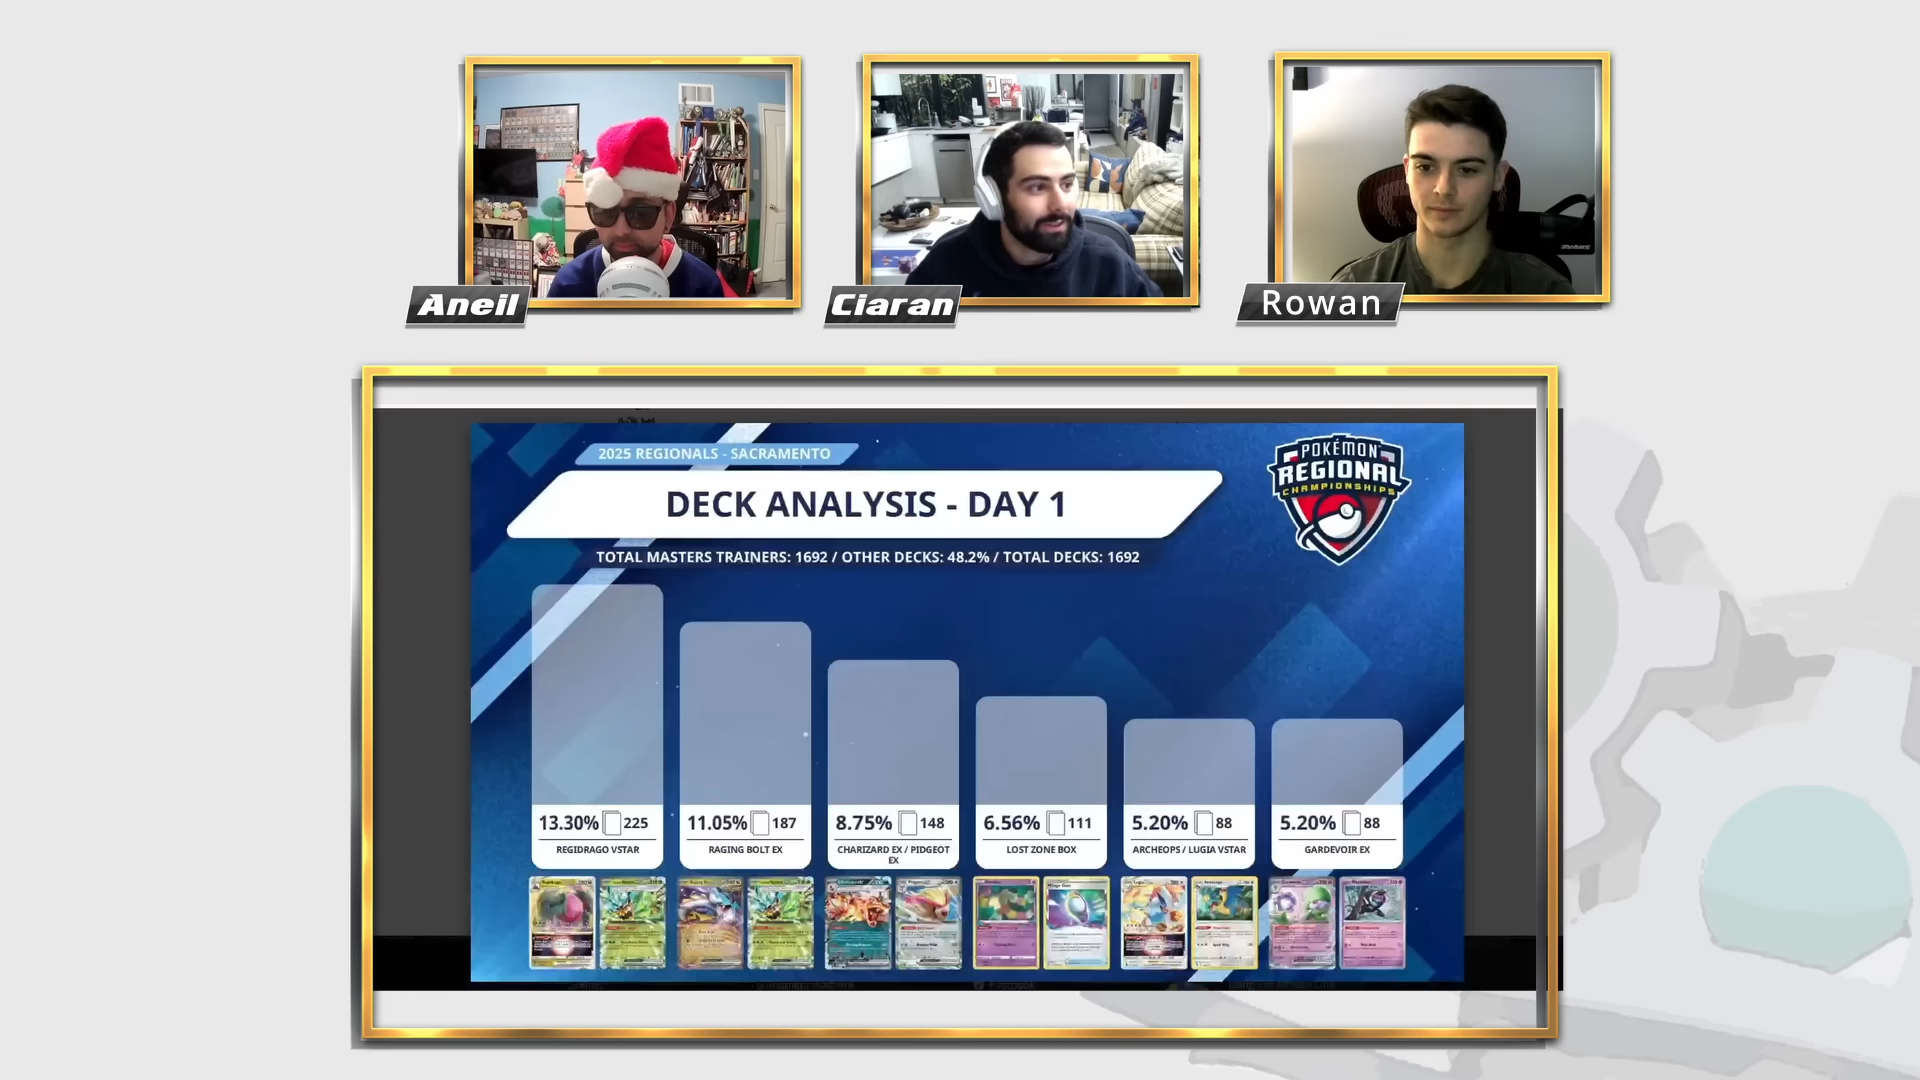 Aneil
Ciaran
Rowan
2025 REGIONALS - SACRAMENTO
DECK ANALYSIS - DAY 1
TOTAL MASTERS TRAINERS: 1692 / OTHER DECKS: 48.2% / TOTAL DECKS: 1692
POKÉMON
REGIONAL
CHAMPIONSHIPS
13.30% 225
REGIDRAGO VSTAR
11.05% 187
RAGING BOLT EX
8.75% 148
CHARIZARD EX / PIDGEOT
EX
6.56% 111
LOST ZONE BOX
5.20% 88
ARCHEOPS / LUGIA VSTAR
5.20% 88
GARDEVOIR EX